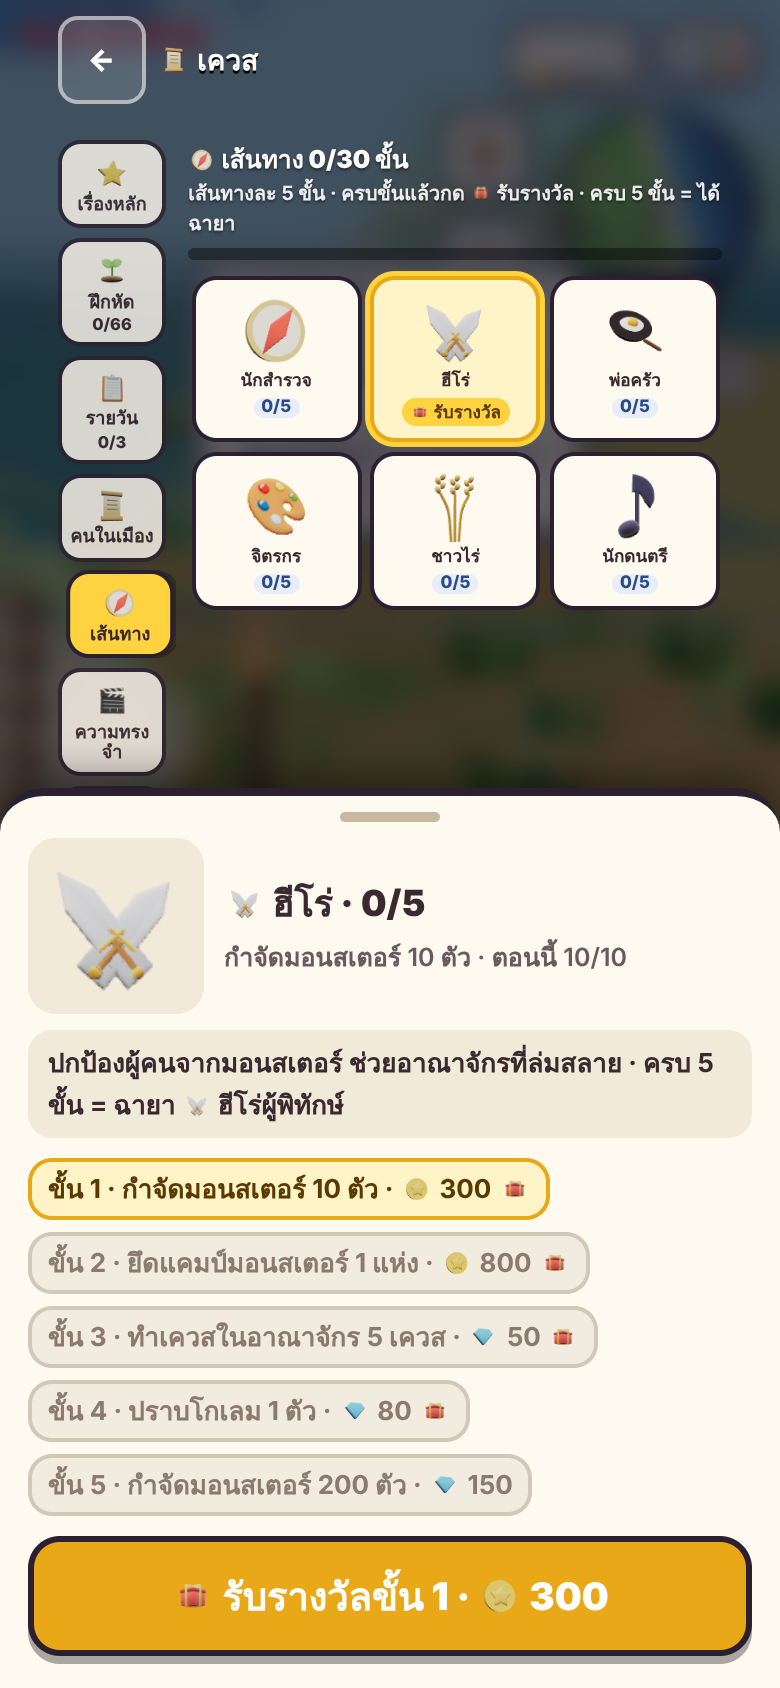 เควส
เส้นทาง 0/30 ขั้น
เส้นทางละ 5 ขั้น · ครบขั้นแล้วกด รับรางวัล · ครบ 5 ขั้น = ได้
ฉายา
เรื่องหลัก
ฝึกหัด
0/66
รายวัน
0/3
คนในเมือง
เส้นทาง
ความทรง
จำ
นักสำรวจ
0/5
ฮีโร่
รับรางวัล
พ่อครัว
0/5
จิตรกร
0/5
ชาวไร่
0/5
นักดนตรี
0/5
ฮีโร่ · 0/5
กำจัดมอนสเตอร์ 10 ตัว · ตอนนี้ 10/10
ปกป้องผู้คนจากมอนสเตอร์ ช่วยอาณาจักรที่ล่มสลาย · ครบ 5
ขั้น = ฉายา ฮีโร่ผู้พิทักษ์
ขั้น 1 · กำจัดมอนสเตอร์ 10 ตัว · 300
ขั้น 2 · ยึดแคมป์มอนสเตอร์ 1 แห่ง · 800
ขั้น 3 · ทำเควสในอาณาจักร 5 เควส · 50
ขั้น 4 · ปราบโกเลม 1 ตัว · 80
ขั้น 5 · กำจัดมอนสเตอร์ 200 ตัว · 150
รับรางวัลขั้น 1 · 300